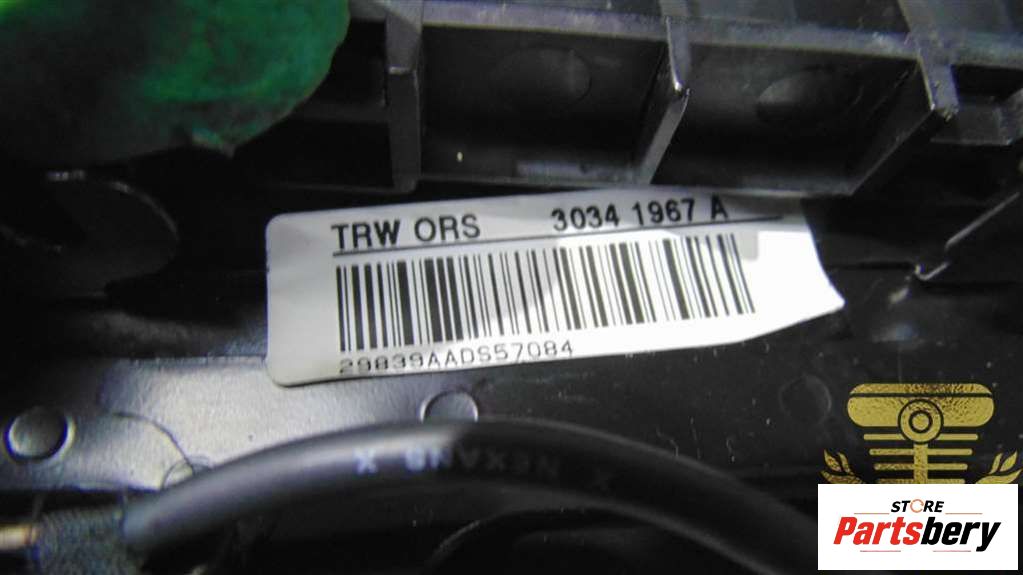 TRW ORS 3034 1967 A
29839AADS57084
X NEXANS X
STORE
Partsbery